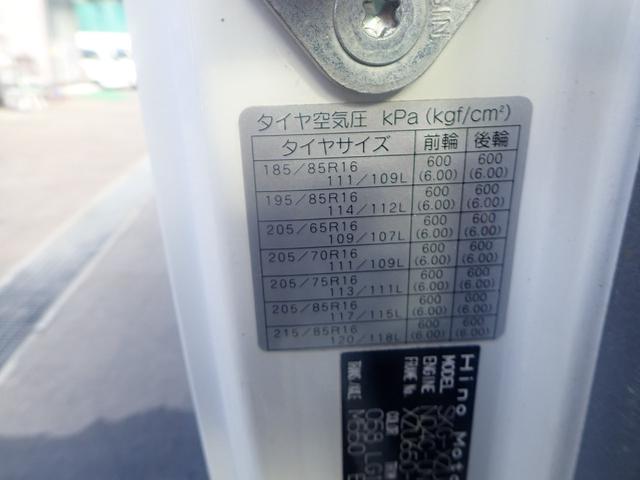 タイヤ空気圧 kPa (kgf/cm²)
タイヤサイズ 前輪 後輪
185/85R16 111/109L 600 (6.00) 600 (6.00)
195/85R16 114/112L 600 (6.00) 600 (6.00)
205/65R16 109/107L 600 (6.00) 600 (6.00)
205/70R16 111/109L 600 (6.00) 600 (6.00)
205/75R16 113/111L 600 (6.00) 600 (6.00)
205/85R16 117/115L 600 (6.00) 600 (6.00)
215/85R16 120/118L 600 (6.00) 600 (6.00)
Hino
MODEL
ENGINE
FRAME